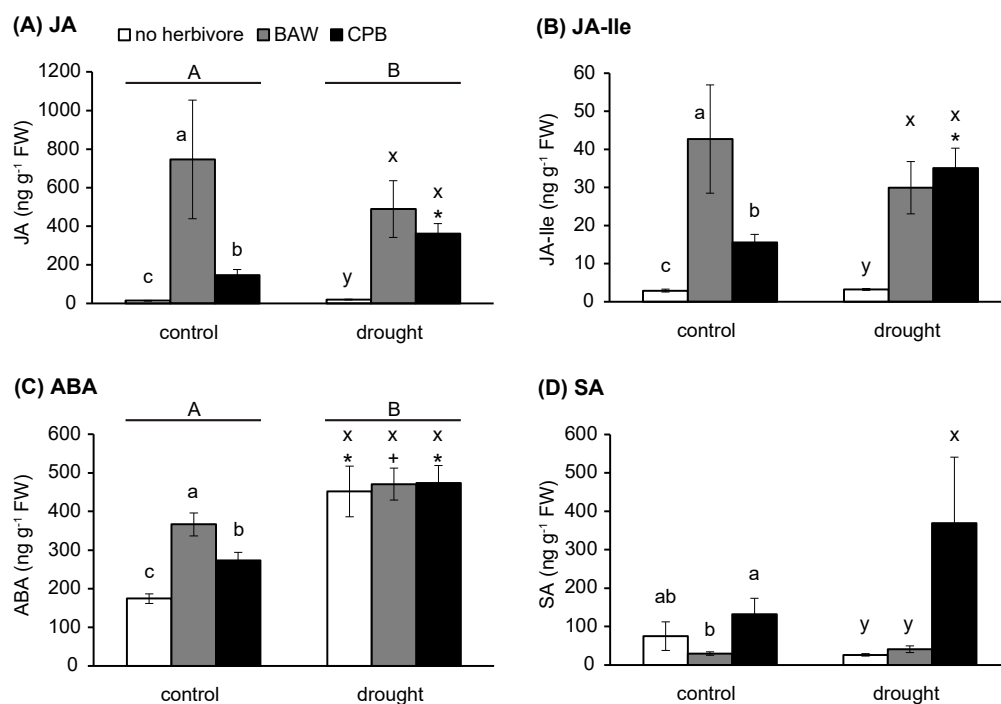 (A) JA
no herbivore BAW CPB
A B
1200
1000
800
600
400
200
0
JA (ng g⁻¹ FW)
c a b y x x
*
control drought
(B) JA-Ile
60
50
40
30
20
10
0
JA-Ile (ng g⁻¹ FW)
c a b y x x
*
control drought
(C) ABA
A B
600
500
400
300
200
100
0
ABA (ng g⁻¹ FW)
c a b x x x
* + *
control drought
(D) SA
600
500
400
300
200
100
0
SA (ng g⁻¹ FW)
ab b a y y x
control drought